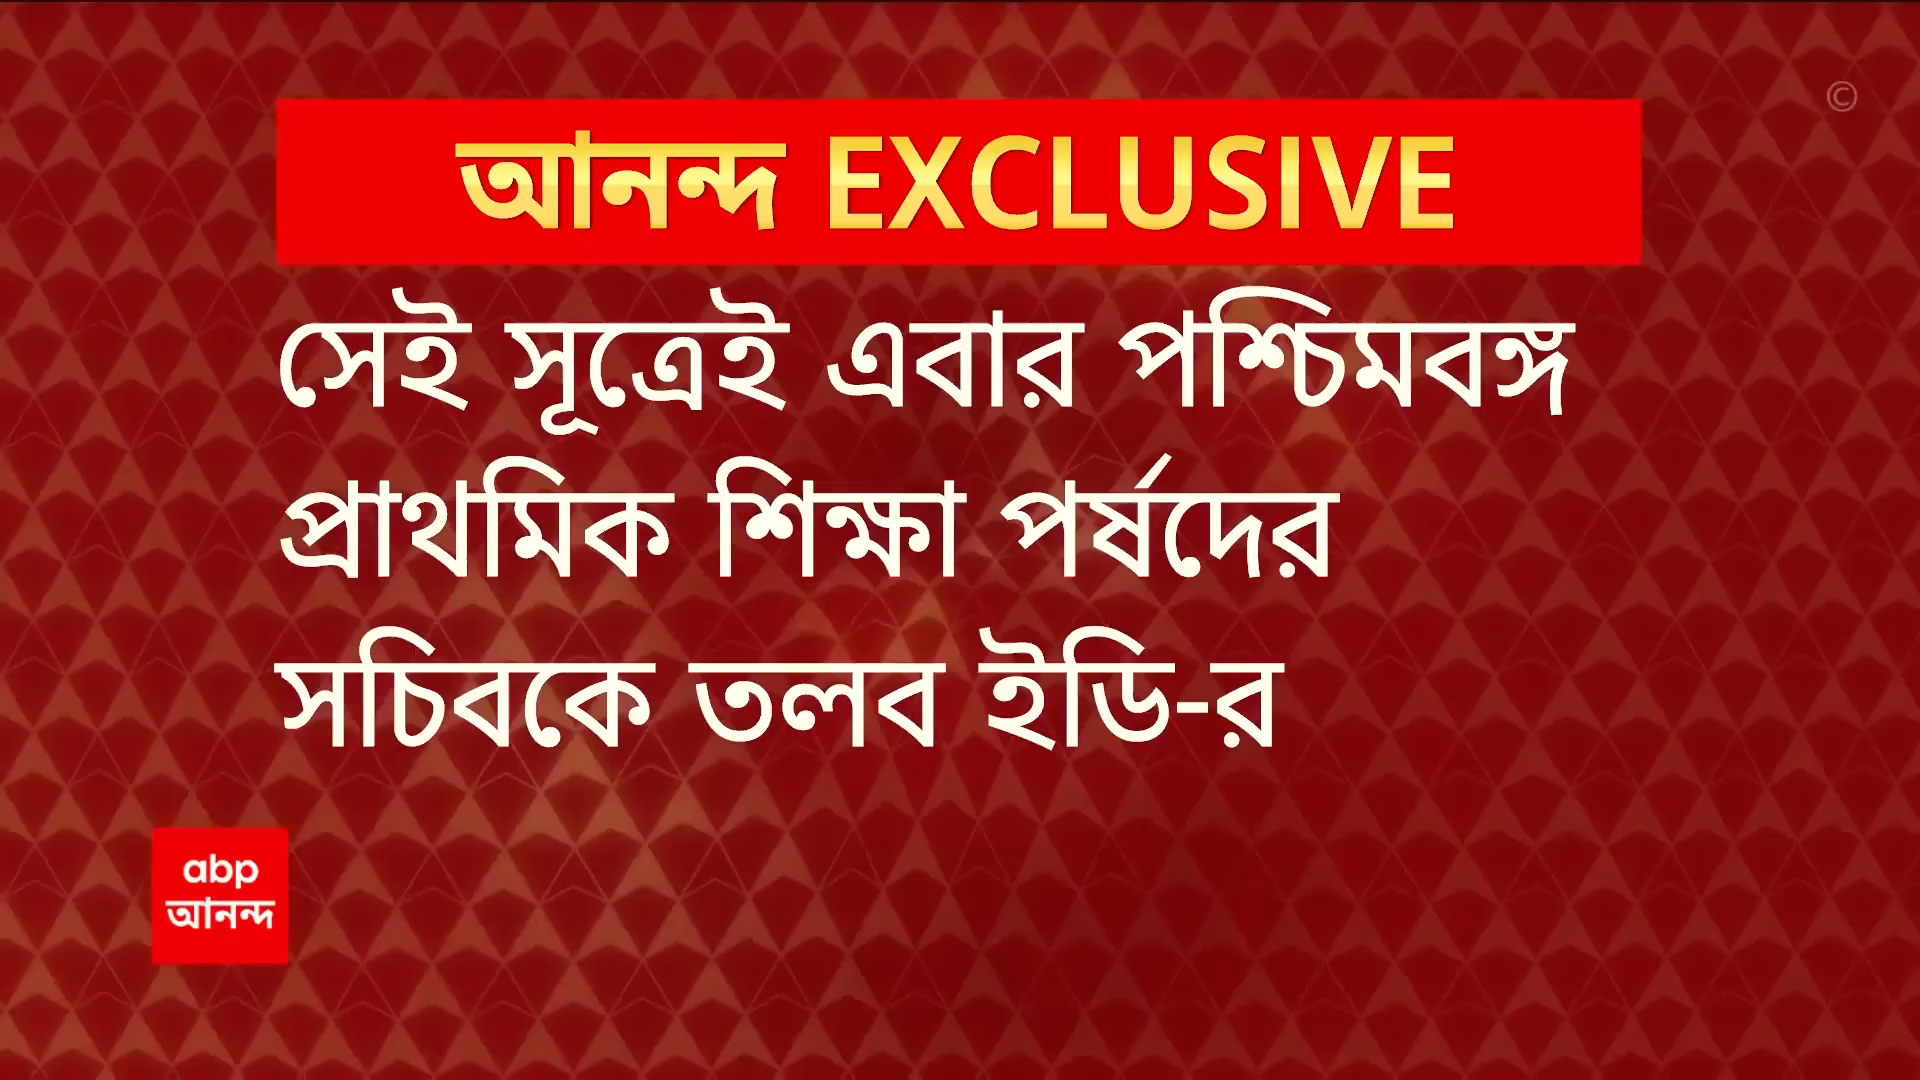 ©
আনন্দ EXCLUSIVE
সেই সূত্রেই এবার পশ্চিমবঙ্গ
প্রাথমিক শিক্ষা পর্ষদের
সচিবকে তলব ইডি-র
abp
আনন্দ